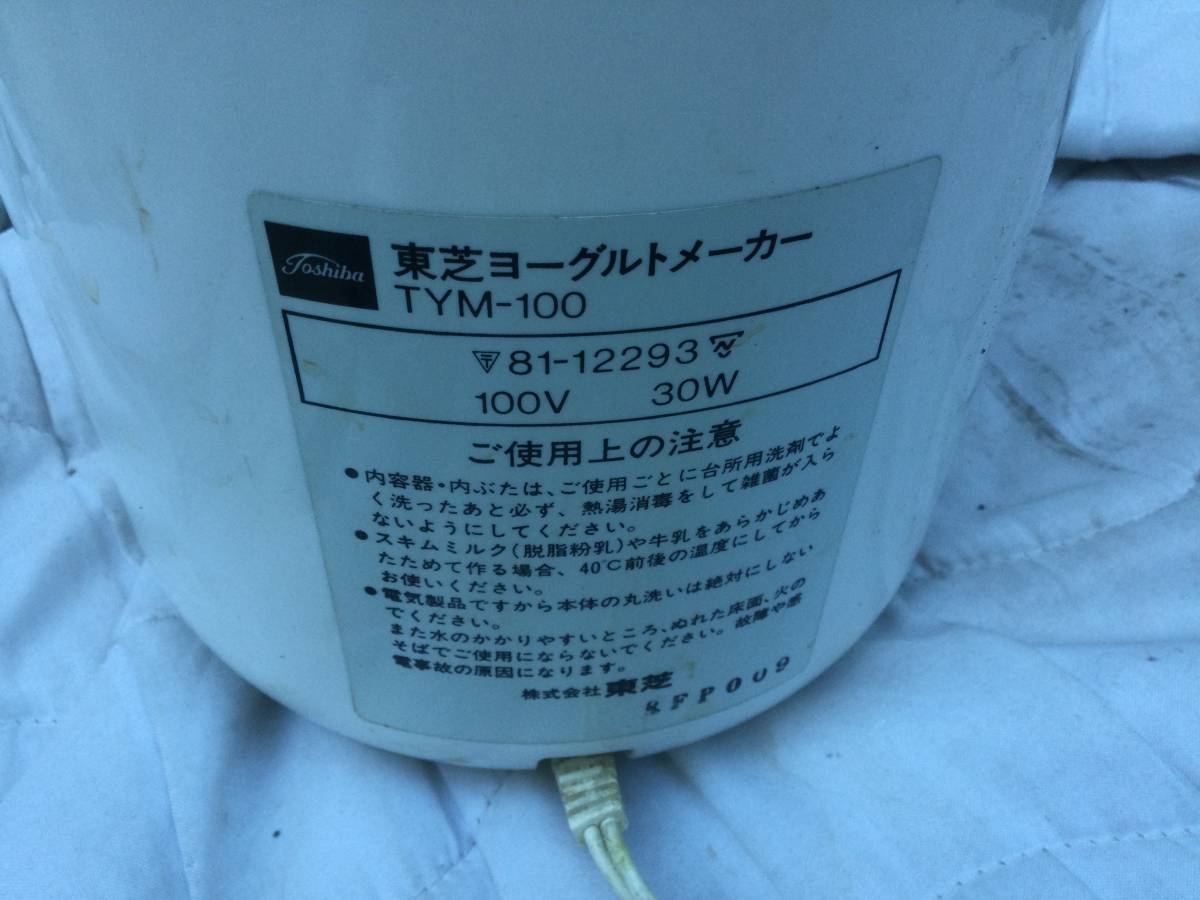 Toshiba
東芝ヨーグルトメーカー
TYM-100
〒81-12293
100V 30W
ご使用上の注意
●内容器・内ぶたは、ご使用ごとに台所用洗剤でよ
く洗ったあと必ず、熱湯消毒をして雑菌が入ら
ないようにしてください。
●スキムミルク(脱脂粉乳)や牛乳をあらかじめあ
たためて作る場合、40℃前後の温度にしてから
お使いください。
●電気製品ですから本体の丸洗いは絶対にしない
でください。
また水のかかりやすいところ、ぬれた床面、火の
そばでご使用にならないでください。故障や感
電事故の原因になります。
株式会社 東芝
FP009